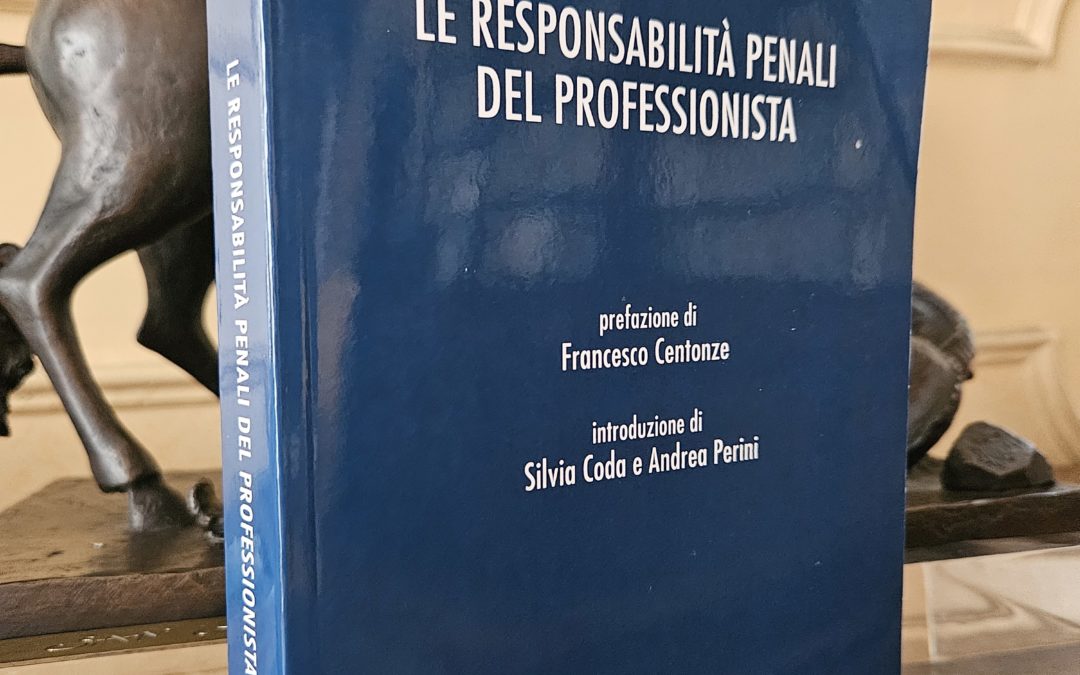 LE RESPONSABILITÀ PENALI
DEL PROFESSIONISTA
prefazione di
Francesco Centonze
introduzione di
Silvia Coda e Andrea Perini
LE RESPONSABILITÀ PENALI DEL PROFESSIONISTA